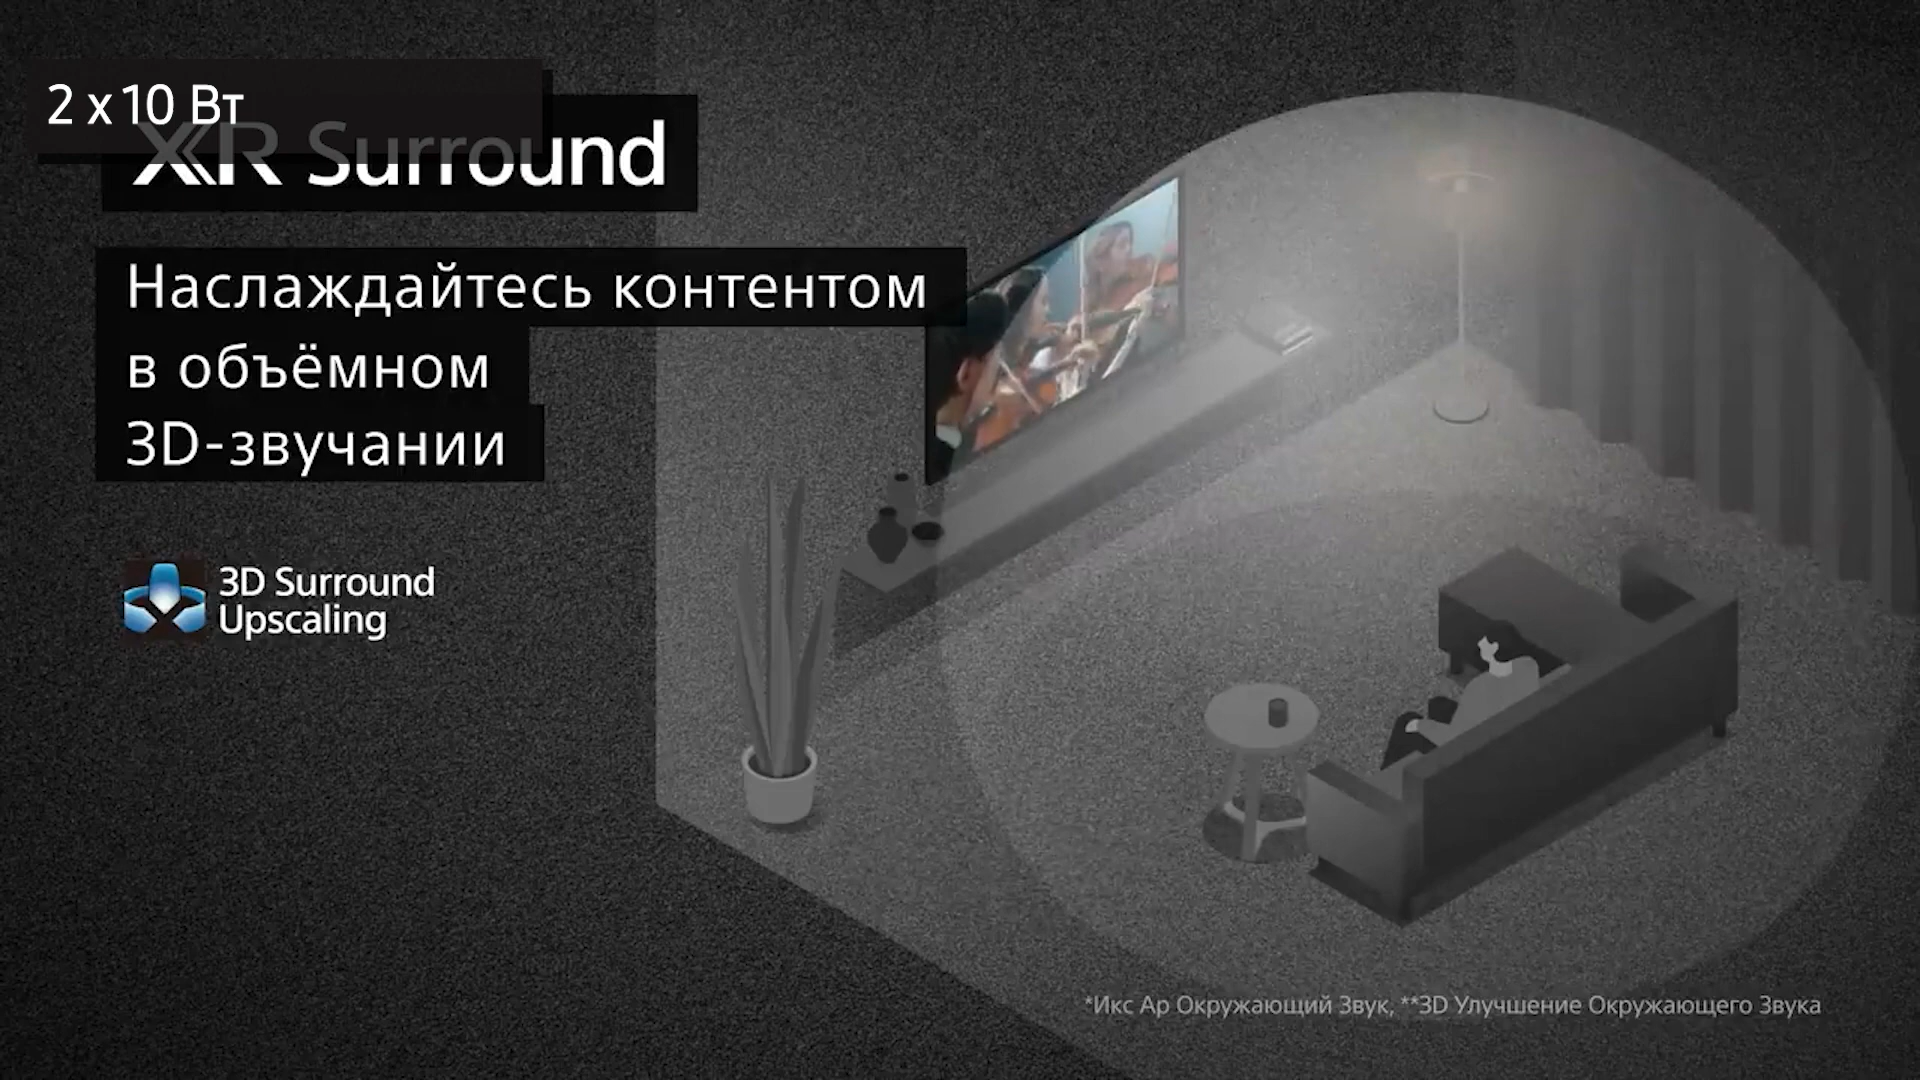 2 x 10 Вт
XR Surround
Наслаждайтесь контентом
в объёмном
3D-звучании
3D Surround
Upscaling
*Икс Ар Окружающий Звук, **3D Улучшение Окружающего Звука